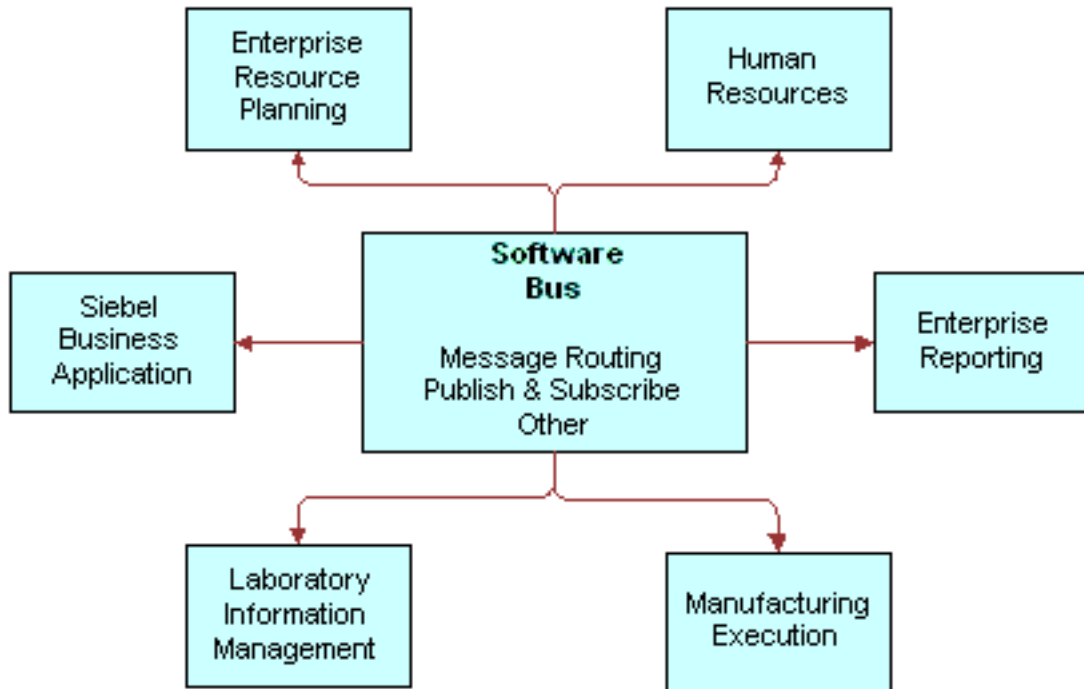 Enterprise
Resource
Planning
Human
Resources
Software
Bus
Message Routing
Publish & Subscribe
Other
Siebel
Business
Application
Enterprise
Reporting
Laboratory
Information
Management
Manufacturing
Execution